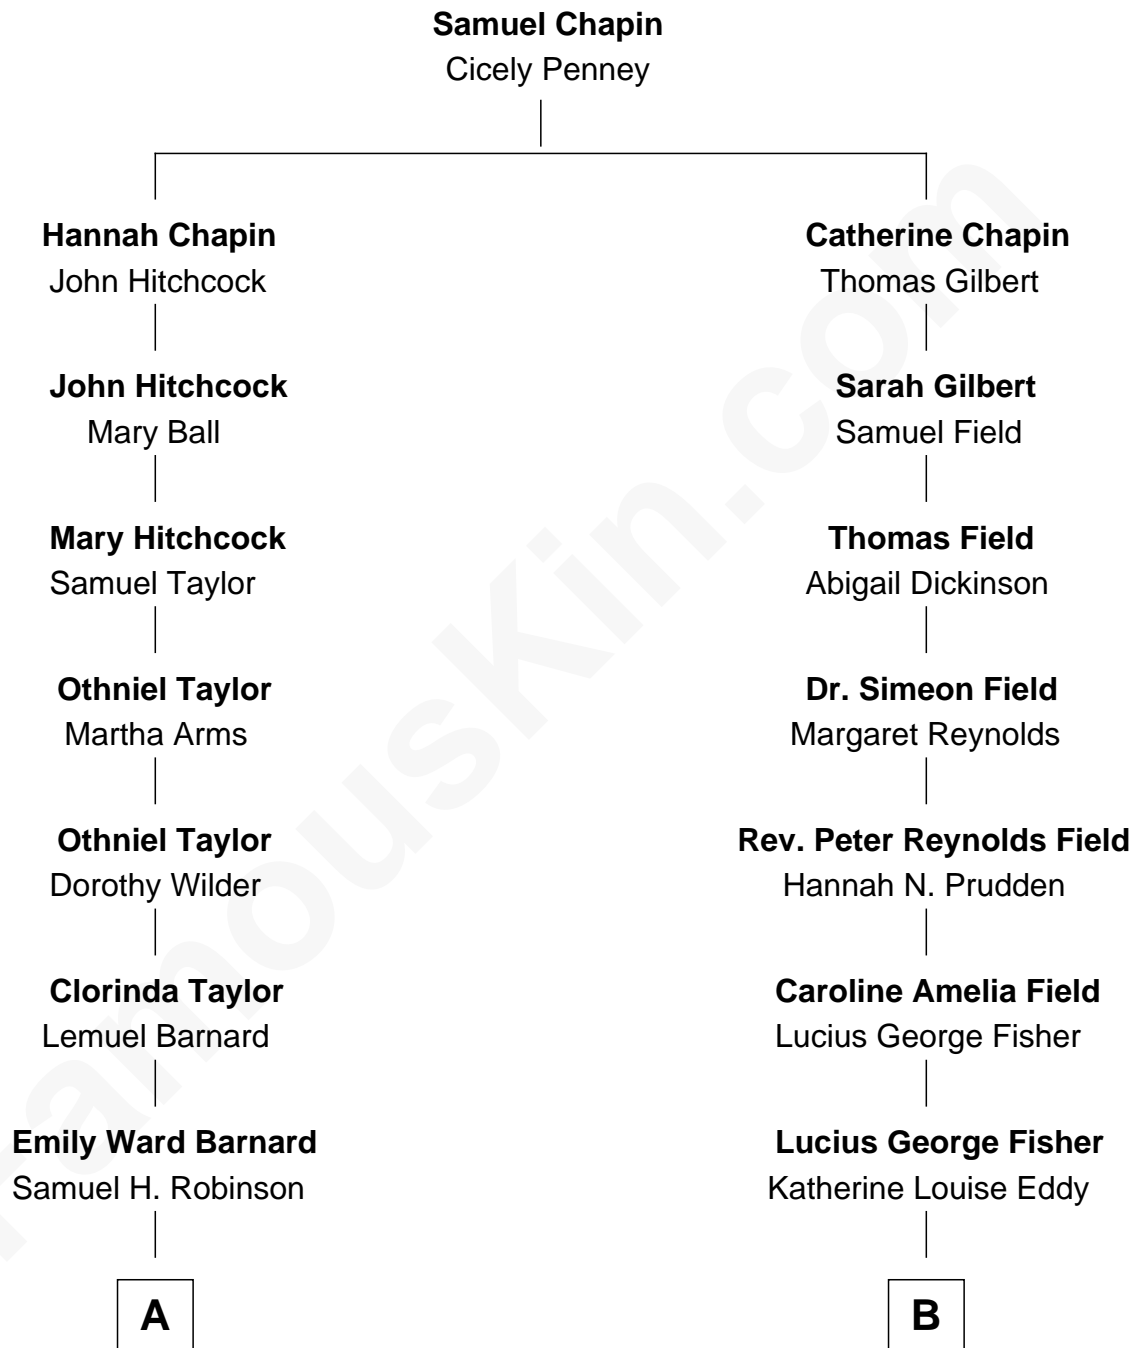 Samuel Chapin
Cicely Penney
Hannah Chapin
John Hitchcock
Catherine Chapin
Thomas Gilbert
John Hitchcock
Mary Ball
Sarah Gilbert
Samuel Field
Mary Hitchcock
Samuel Taylor
Thomas Field
Abigail Dickinson
Othniel Taylor
Martha Arms
Dr. Simeon Field
Margaret Reynolds
Othniel Taylor
Dorothy Wilder
Rev. Peter Reynolds Field
Hannah N. Prudden
Clorinda Taylor
Lemuel Barnard
Caroline Amelia Field
Lucius George Fisher
Emily Ward Barnard
Samuel H. Robinson
Lucius George Fisher
Katherine Louise Eddy
A
B
FamousKin.com